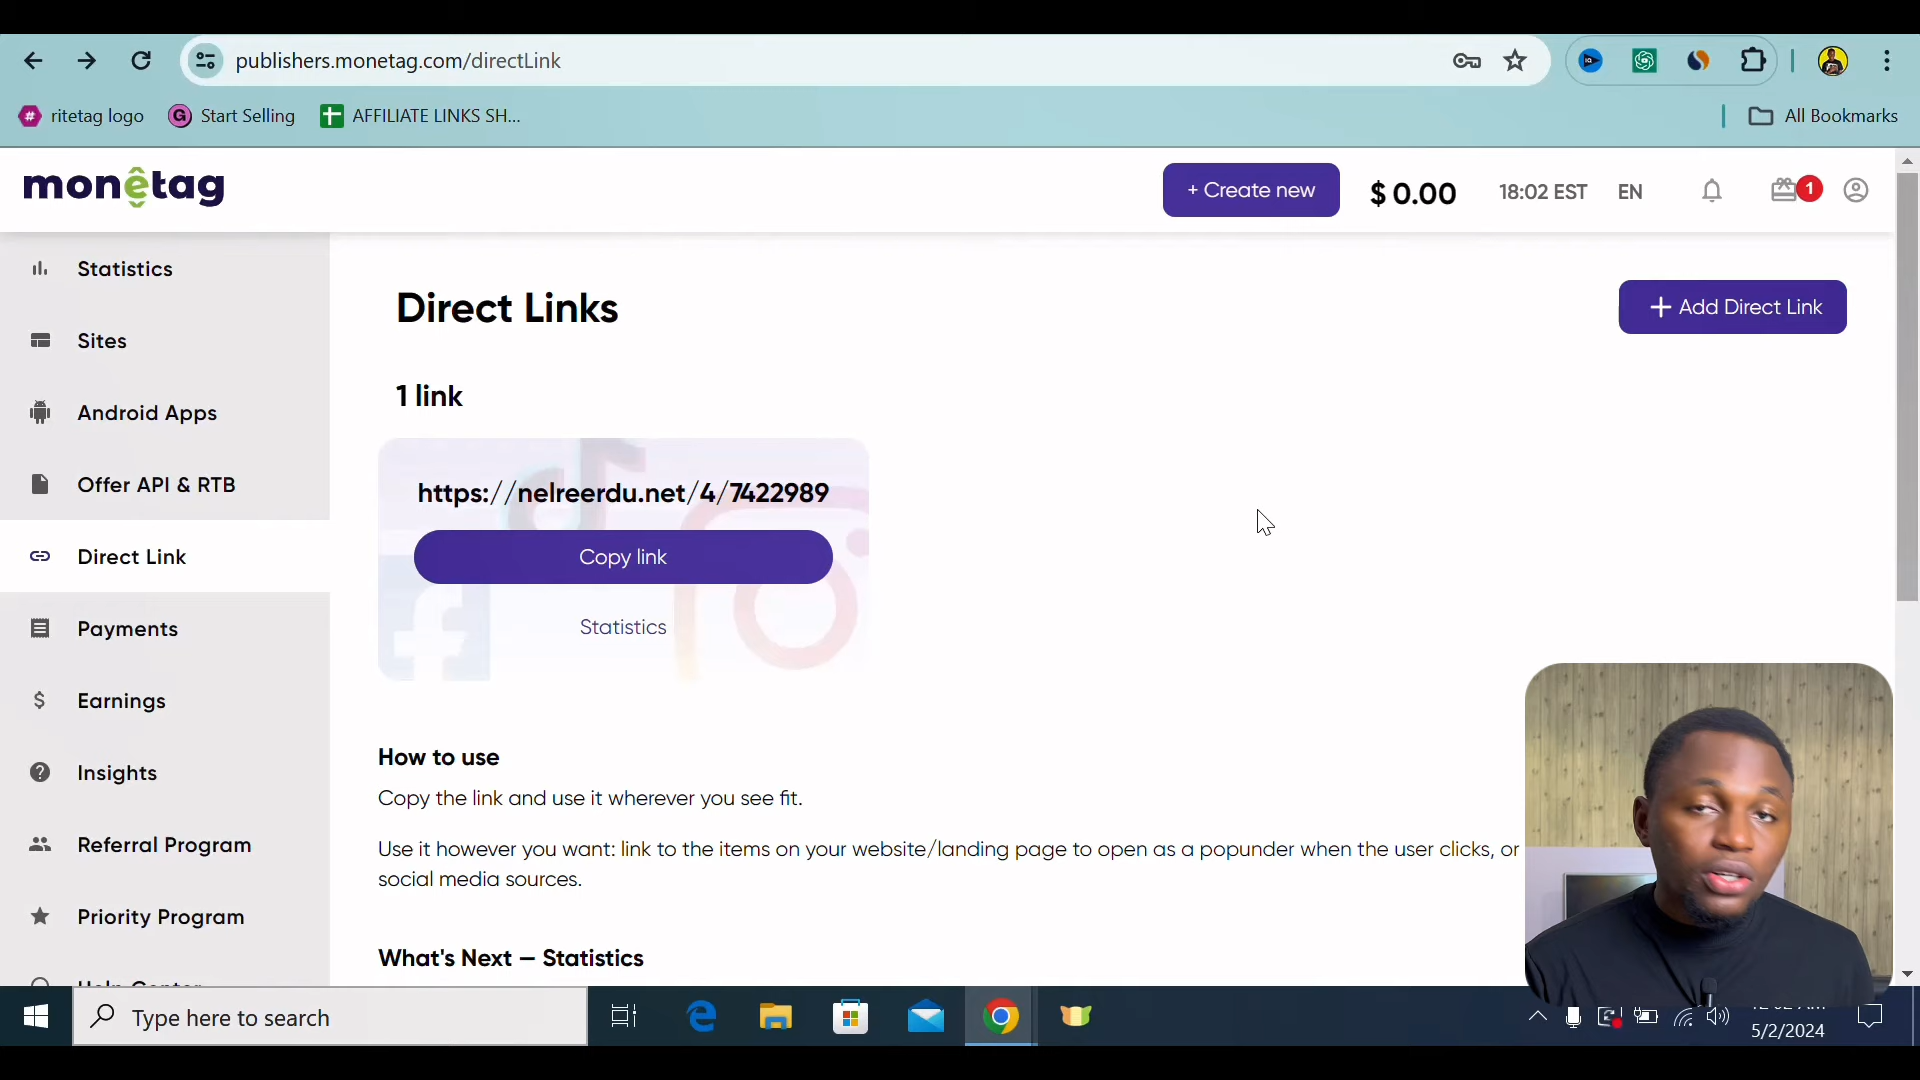 publishers.monetag.com/directLink
ritetag logo
Start Selling
AFFILIATE LINKS SH...
All Bookmarks
monetag
+ Create new
$ 0.00
18:02 EST
EN
1
Statistics
Sites
Android Apps
Offer API & RTB
Direct Link
Payments
Earnings
Insights
Referral Program
Priority Program
Direct Links
+ Add Direct Link
1 link
https://nelreerdu.net/4/7422989
Copy link
Statistics
How to use
Copy the link and use it wherever you see fit.
Use it however you want: link to the items on your website/landing page to open as a popunder when the user clicks, or
social media sources.
What's Next – Statistics
Type here to search
5/2/2024